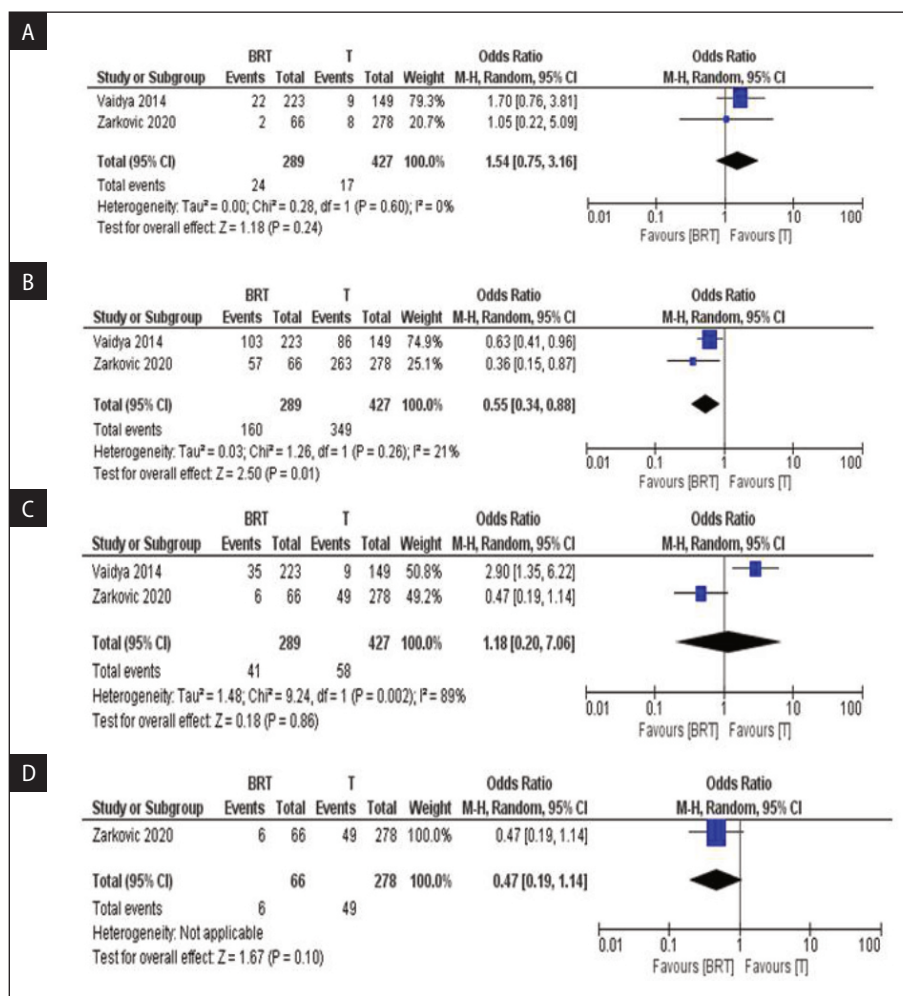 A
BRT T Odds Ratio Odds Ratio
Study or Subgroup Events Total Events Total Weight M-H, Random, 95% CI M-H, Random, 95% CI
Vaidya 2014 22 223 9 149 79.3% 1.70 [0.76, 3.81]
Zarkovic 2020 2 66 8 278 20.7% 1.05 [0.22, 5.09]
Total (95% CI) 289 427 100.0% 1.54 [0.75, 3.16]
Total events 24 17
Heterogeneity: Tau² = 0.00; Chi² = 0.28, df = 1 (P = 0.60); I² = 0%
Test for overall effect: Z = 1.18 (P = 0.24)
0.01 0.1 1 10 100
Favours [BRT] Favours [T]
B
BRT T Odds Ratio Odds Ratio
Study or Subgroup Events Total Events Total Weight M-H, Random, 95% CI M-H, Random, 95% CI
Vaidya 2014 103 223 86 149 74.9% 0.63 [0.41, 0.96]
Zarkovic 2020 57 66 263 278 25.1% 0.36 [0.15, 0.87]
Total (95% CI) 289 427 100.0% 0.55 [0.34, 0.88]
Total events 160 349
Heterogeneity: Tau² = 0.03; Chi² = 1.26, df = 1 (P = 0.26); I² = 21%
Test for overall effect: Z = 2.50 (P = 0.01)
0.01 0.1 1 10 100
Favours [BRT] Favours [T]
C
BRT T Odds Ratio Odds Ratio
Study or Subgroup Events Total Events Total Weight M-H, Random, 95% CI M-H, Random, 95% CI
Vaidya 2014 35 223 9 149 50.8% 2.90 [1.35, 6.22]
Zarkovic 2020 6 66 49 278 49.2% 0.47 [0.19, 1.14]
Total (95% CI) 289 427 100.0% 1.18 [0.20, 7.06]
Total events 41 58
Heterogeneity: Tau² = 1.48; Chi² = 9.24, df = 1 (P = 0.002); I² = 89%
Test for overall effect: Z = 0.18 (P = 0.86)
0.01 0.1 1 10 100
Favours [BRT] Favours [T]
D
BRT T Odds Ratio Odds Ratio
Study or Subgroup Events Total Events Total Weight M-H, Random, 95% CI M-H, Random, 95% CI
Zarkovic 2020 6 66 49 278 100.0% 0.47 [0.19, 1.14]
Total (95% CI) 66 278 100.0% 0.47 [0.19, 1.14]
Total events 6 49
Heterogeneity: Not applicable
Test for overall effect: Z = 1.67 (P = 0.10)
0.01 0.1 1 10 100
Favours [BRT] Favours [T]